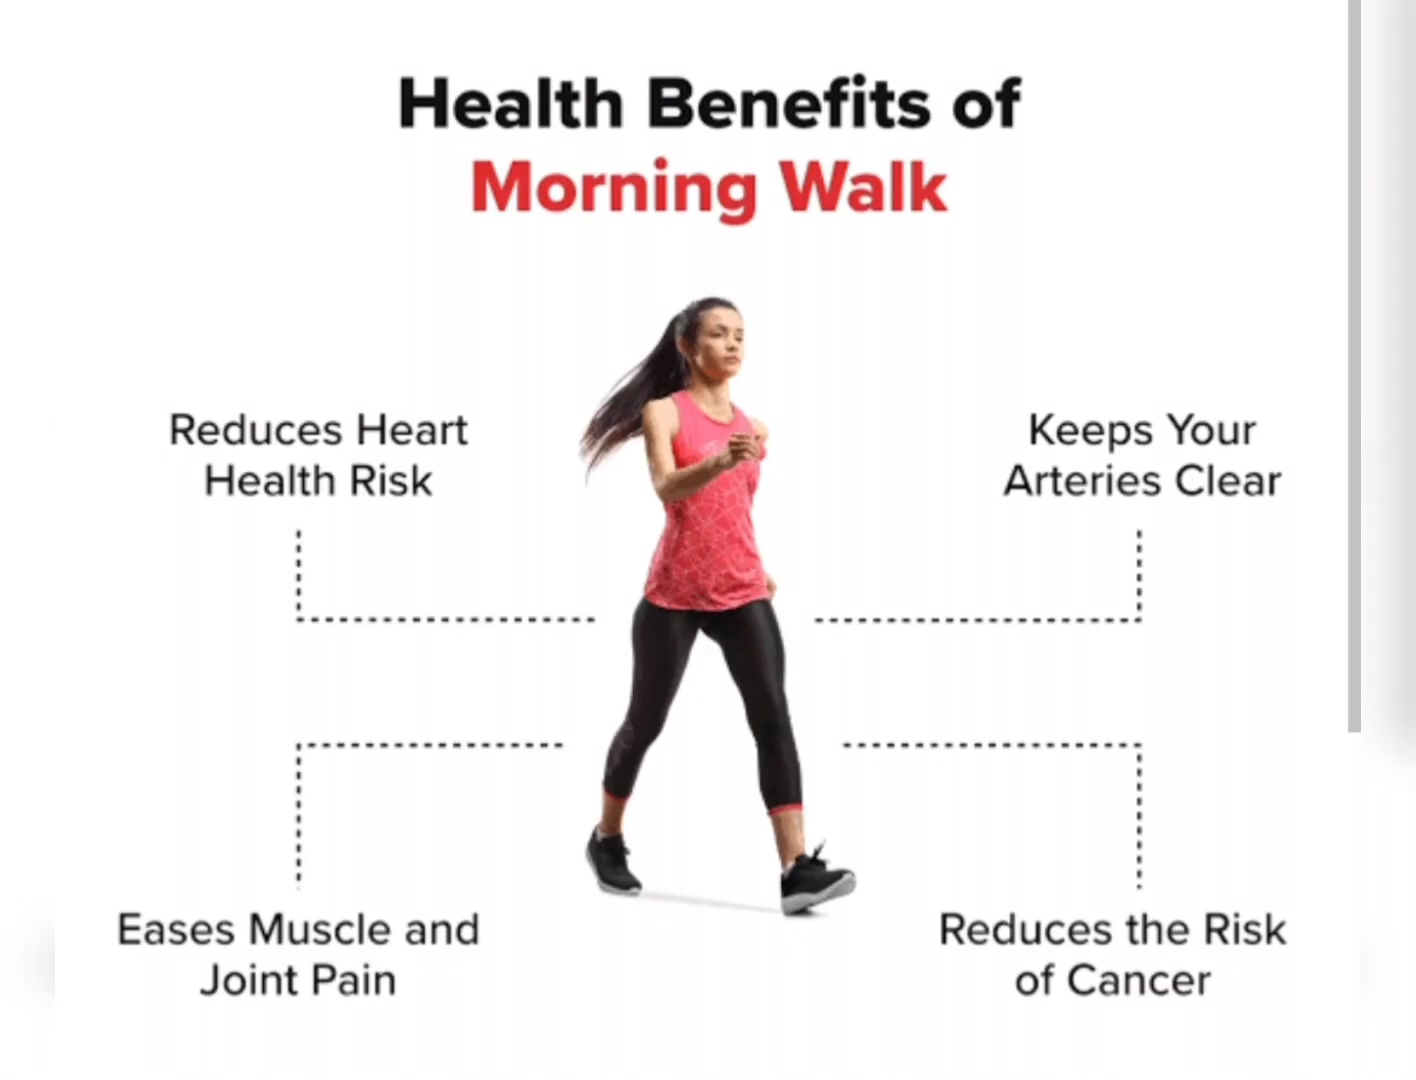 Health Benefits of
Morning Walk
Reduces Heart
Health Risk
Keeps Your
Arteries Clear
Eases Muscle and
Joint Pain
Reduces the Risk
of Cancer